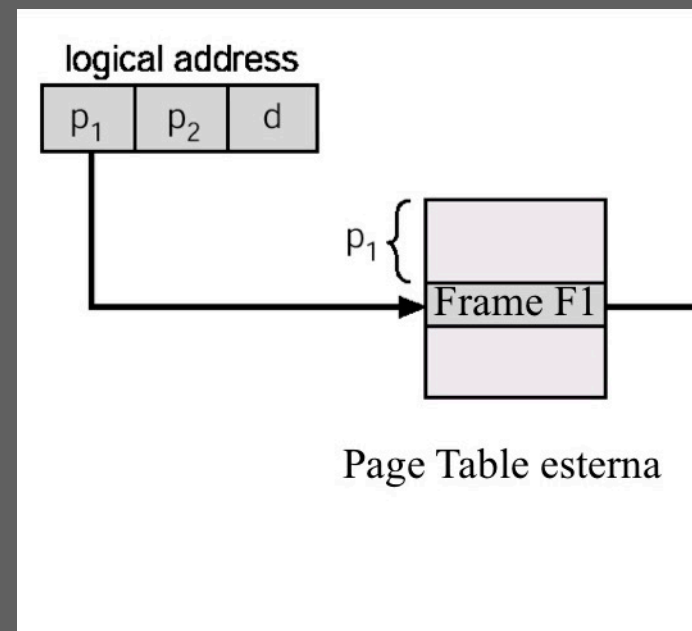 logical address
p₁ p₂ d
p₁
Frame F1
Page Table esterna